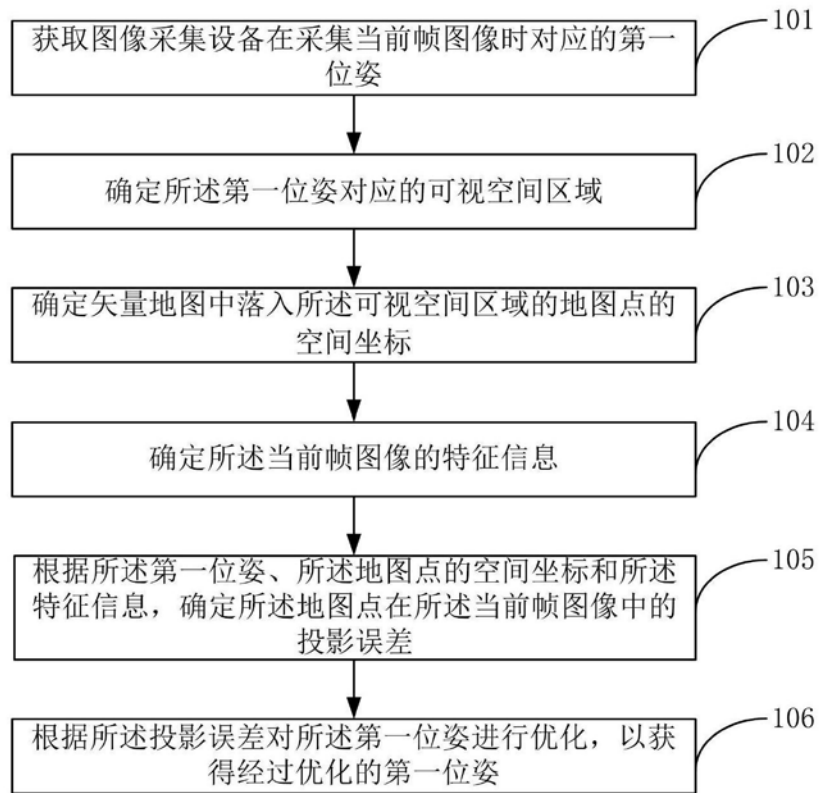 获取图像采集设备在采集当前帧图像时对应的第一
位姿
101
确定所述第一位姿对应的可视空间区域
102
确定矢量地图中落入所述可视空间区域的地图点的
空间坐标
103
确定所述当前帧图像的特征信息
104
根据所述第一位姿、所述地图点的空间坐标和所述
特征信息，确定所述地图点在所述当前帧图像中的
投影误差
105
根据所述投影误差对所述第一位姿进行优化，以获
得经过优化的第一位姿
106